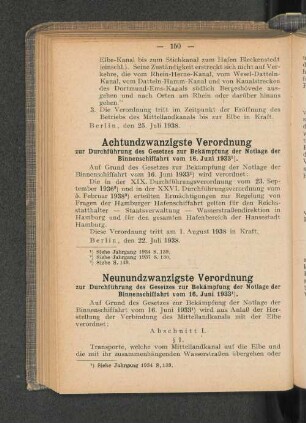 — 150 —
Elbe-Kanal bis zum Stichkanal zum Hafen Heckenstedt
(einschl.). Seine Zuständigkeit erstreckt sich nicht auf Ver-
kehre, die vom Rhein-Herne-Kanal, vom Wesel-Datteln-
Kanal, vom Datteln-Hamm-Kanal und von Kanalstrecken
des Dortmund-Ems-Kanals südlich Bergeshövede aus-
gehen und nach Orten am Rhein oder darüber hinaus
gehen."
3. Die Verordnung tritt im Zeitpunkt der Eröffnung des
Betriebs des Mittellandkanals bis zur Elbe in Kraft.
Berlin, den 25. Juli 1938.
Achtundzwanzigste Verordnung
zur Durchführung des Gesetzes zur Bekämpfung der Notlage der
Binnenschiffahrt vom 16. Juni 1933¹).
Auf Grund des Gesetzes zur Bekämpfung der Notlage der
Binnenschiffahrt vom 16. Juni 1933¹) wird verordnet:
Die in der XIX. Durchführungsverordnung vom 23. Sep-
tember 1936²) und in der XXVI. Durchführungsverordnung vom
5. Februar 1938³) erteilten Ermächtigungen zur Regelung von
Fragen der Hamburger Hafenschiffahrt gelten für den Reichs-
statthalter — Staatsverwaltung — Wasserstraßendirektion in
Hamburg und für den gesamten Hafenbereich der Hansestadt
Hamburg.
Diese Verordnung tritt am 1. August 1938 in Kraft.
Berlin, den 22. Juli 1938.
¹) Siehe Jahrgang 1934 S. 133.
²) Siehe Jahrgang 1937 S. 130.
³) Siehe S. 149.
Neunundzwanzigste Verordnung
zur Durchführung des Gesetzes zur Bekämpfung der Notlage der
Binnenschiffahrt vom 16. Juni 1933¹).
Auf Grund des Gesetzes zur Bekämpfung der Notlage der
Binnenschiffahrt vom 16. Juni 1933¹) wird aus Anlaß der Her-
stellung der Verbindung des Mittellandkanals mit der Elbe
verordnet:
Abschnitt I.
§ 1.
Transporte, welche vom Mittellandkanal auf die Elbe und
die mit ihr zusammenhängenden Wasserstraßen übergehen oder
¹) Siehe Jahrgang 1934 S. 133.